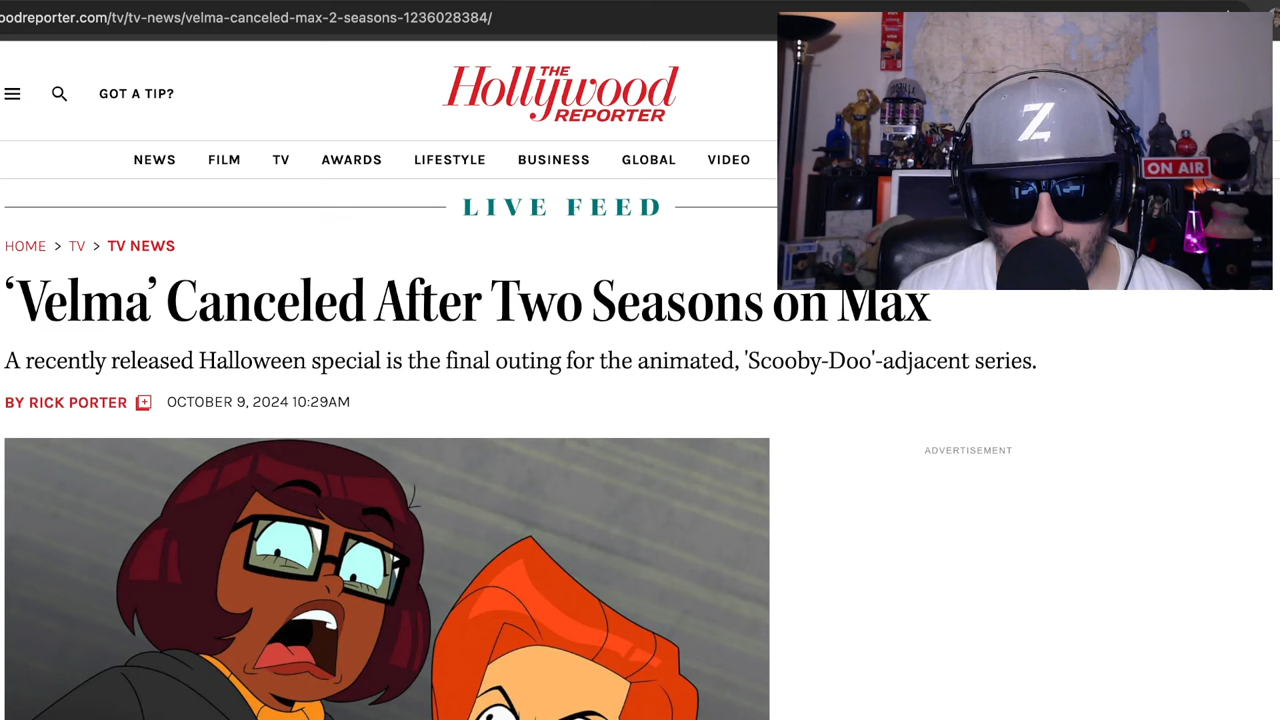 oodreporter.com/tv/tv-news/velma-canceled-max-2-seasons-1236028384/
GOT A TIP?
THE
Hollywood
REPORTER
NEWS FILM TV AWARDS LIFESTYLE BUSINESS GLOBAL VIDEO
LIVE FEED
HOME > TV > TV NEWS
‘Velma’ Canceled After Two Seasons on Max
A recently released Halloween special is the final outing for the animated, 'Scooby-Doo'-adjacent series.
BY RICK PORTER OCTOBER 9, 2024 10:29AM
ADVERTISEMENT
Z
ON AIR